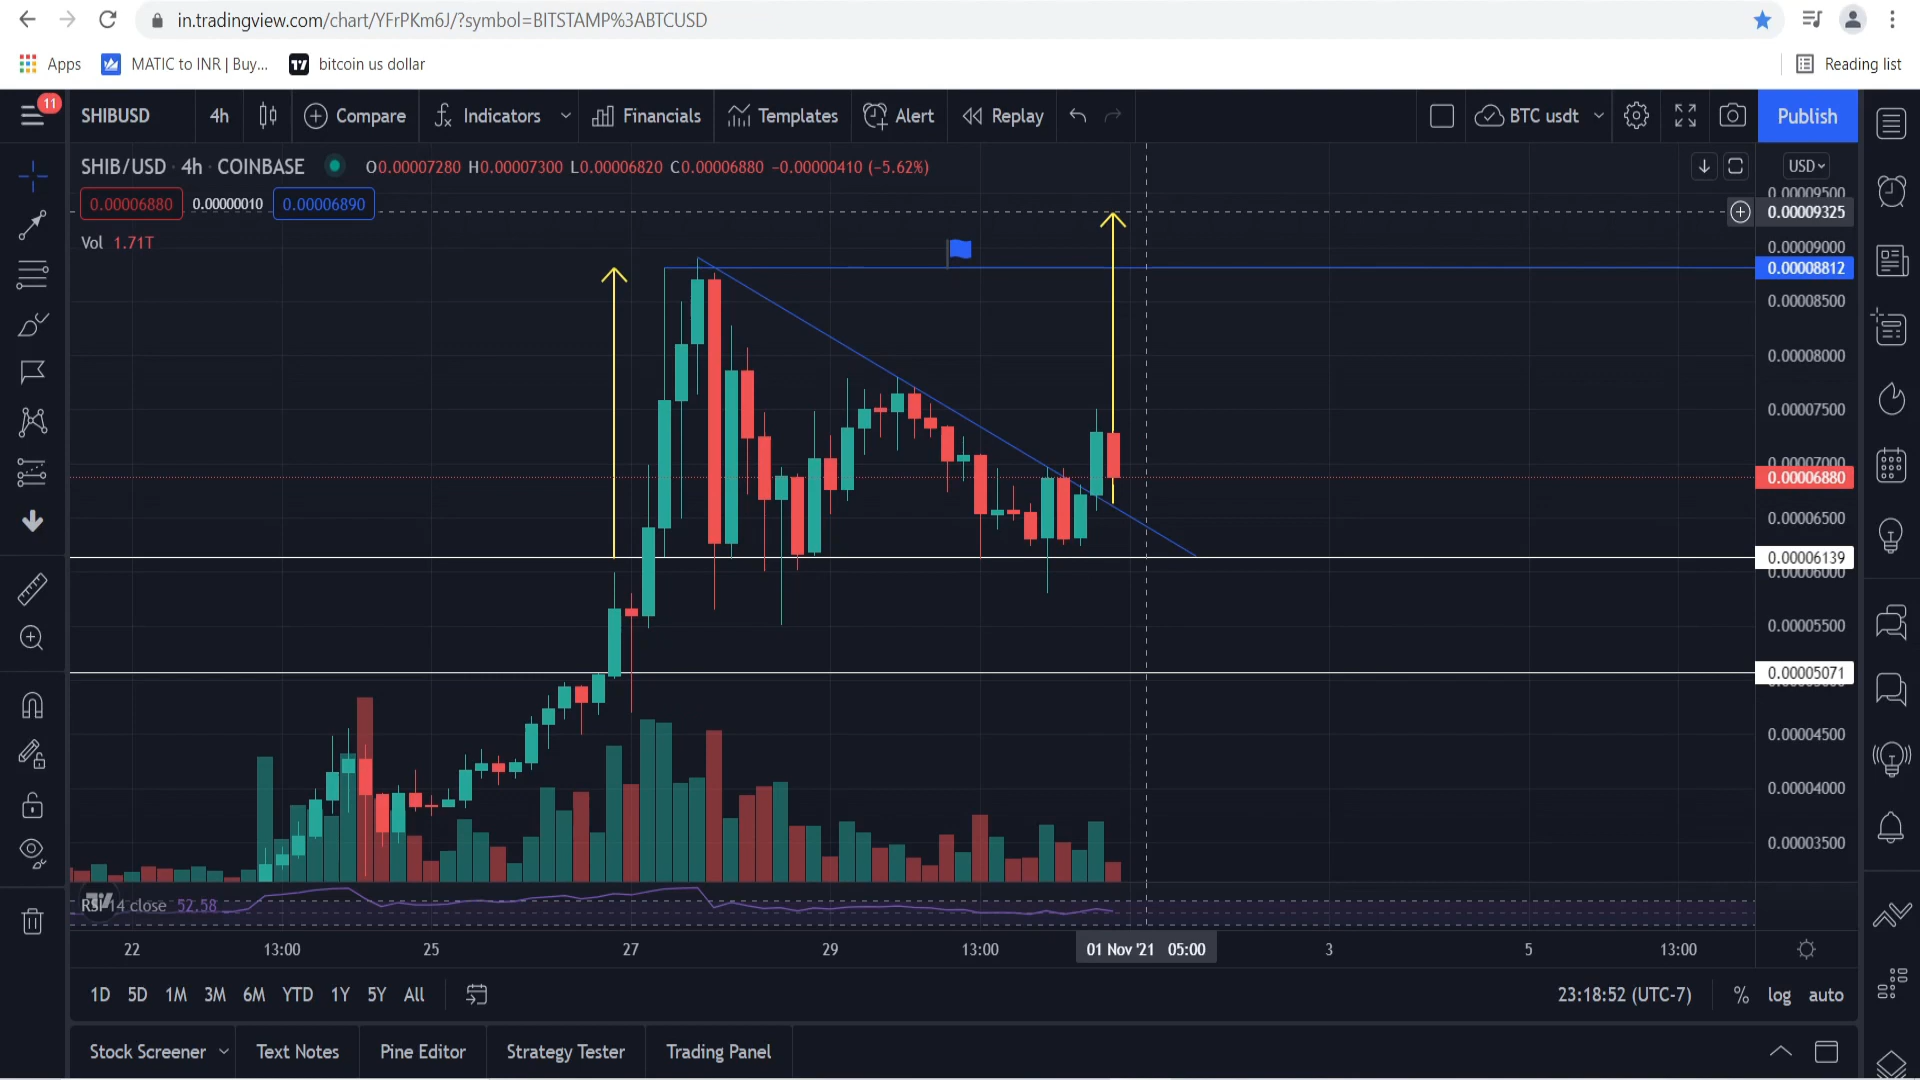 in.tradingview.com/chart/YFrPKm6J/?symbol=BITSTAMP%3ABTCUSD
Apps MATIC to INR | Buy... bitcoin us dollar Reading list
11
SHIBUSD 4h Compare Indicators Financials Templates Alert Replay BTC usdt Publish
SHIB/USD · 4h · COINBASE O0.00007280 H0.00007300 L0.00006820 C0.00006880 −0.00000410 (−5.62%)
USD
0.00006880 0.00000010 0.00006890
Vol 1.71T
0.00009500
0.00009325
0.00009000
0.00008812
0.00008500
0.00008000
0.00007500
0.00007000
0.00006880
0.00006500
0.00006139
0.00006000
0.00005500
0.00005071
0.00004500
0.00004000
0.00003500
RSI 14 close 52.58
22 13:00 25 27 29 13:00 01 Nov '21 05:00 3 5 13:00
1D 5D 1M 3M 6M YTD 1Y 5Y All 23:18:52 (UTC-7) % log auto
Stock Screener Text Notes Pine Editor Strategy Tester Trading Panel